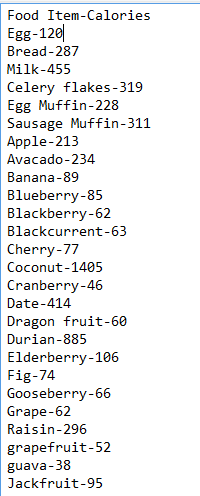 Food Item-Calories
Egg-120
Bread-287
Milk-455
Celery flakes-319
Egg Muffin-228
Sausage Muffin-311
Apple-213
Avacado-234
Banana-89
Blueberry-85
Blackberry-62
Blackcurrent-63
Cherry-77
Coconut-1405
Cranberry-46
Date-414
Dragon fruit-60
Durian-885
Elderberry-106
Fig-74
Gooseberry-66
Grape-62
Raisin-296
grapefruit-52
guava-38
Jackfruit-95